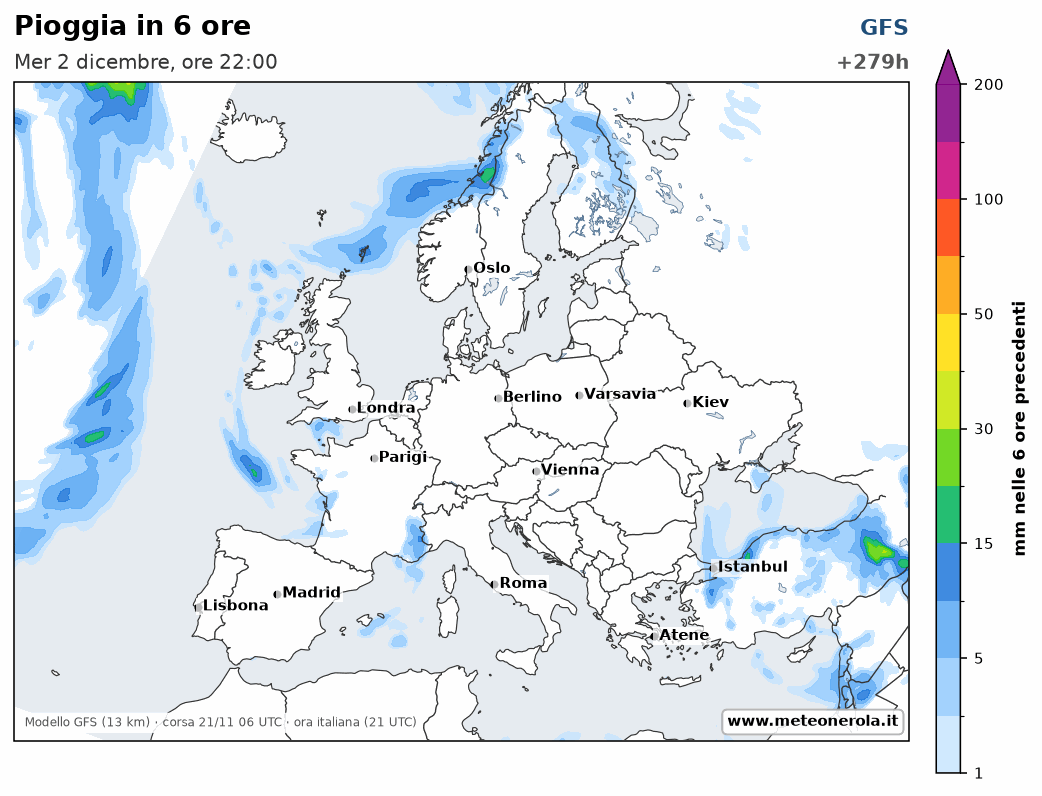 Pioggia in 6 ore
GFS
Mer 2 dicembre, ore 22:00
+279h
200
100
50
30
15
5
1
mm nelle 6 ore precedenti
Oslo
Berlino
Varsavia
Kiev
Londra
Parigi
Vienna
Istanbul
Roma
Madrid
Lisbona
Atene
Modello GFS (13 km) · corsa 21/11 06 UTC · ora italiana (21 UTC)
www.meteonerola.it